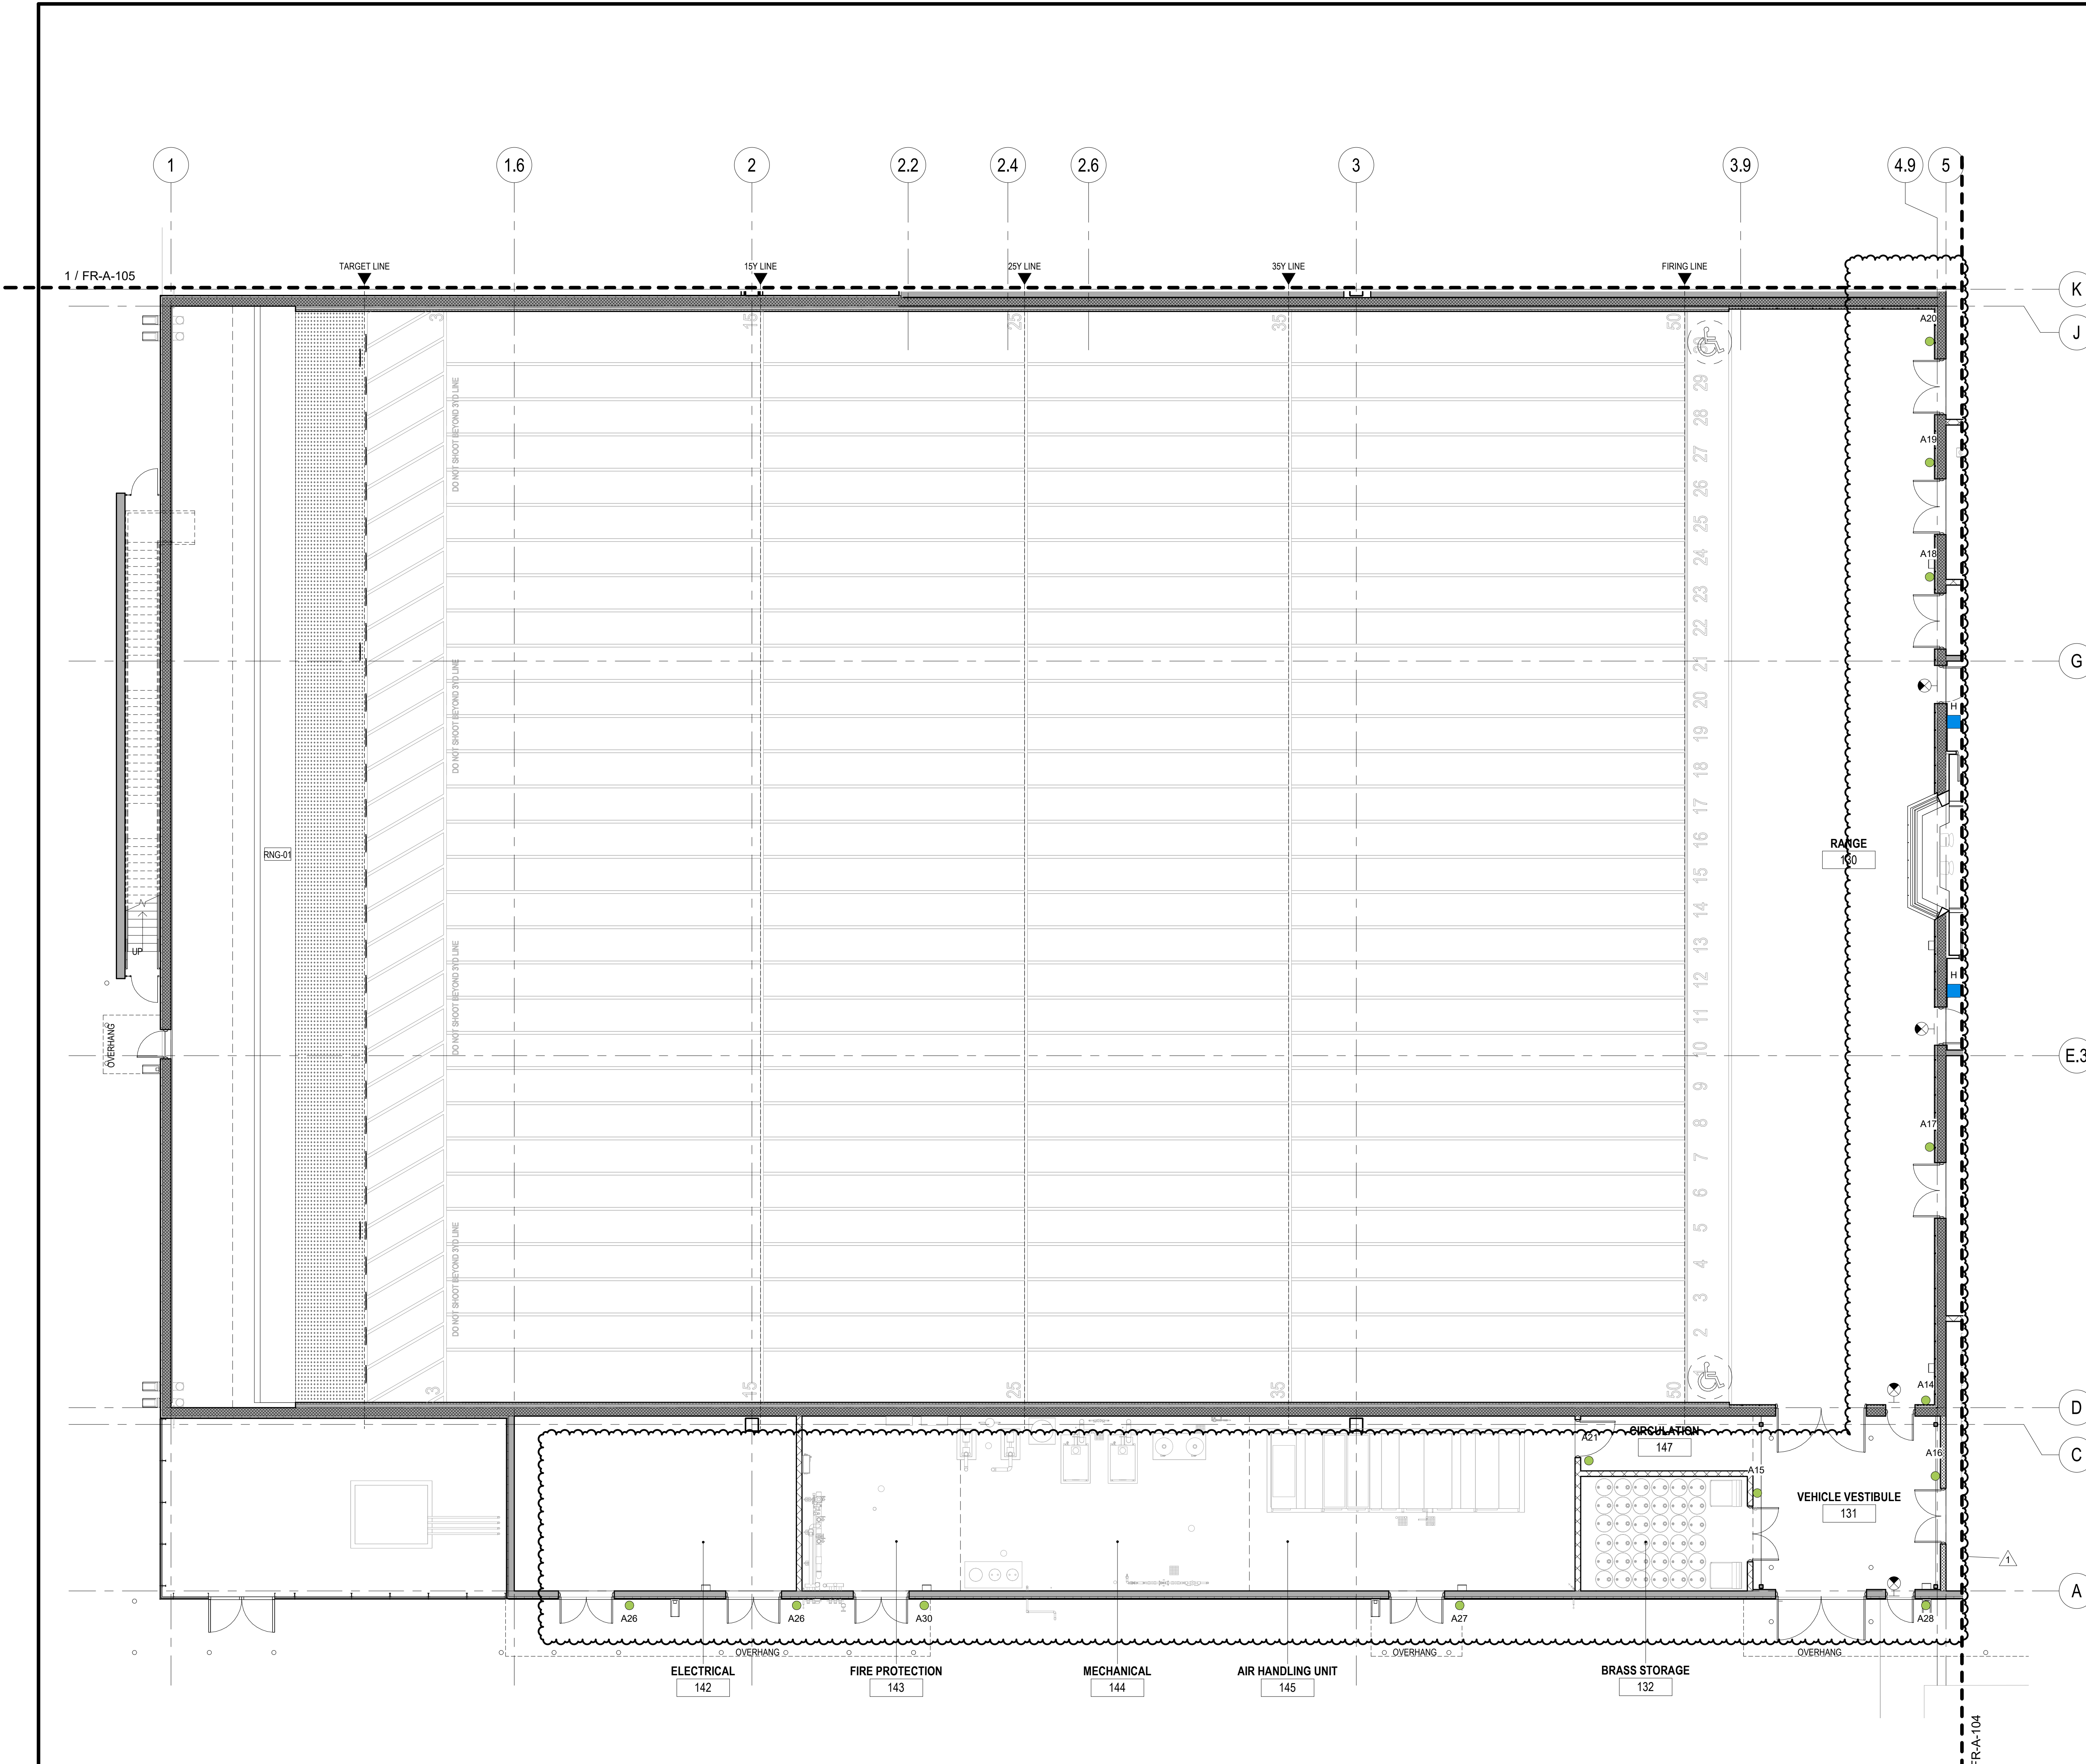 1
1.6
2
2.2
2.4
2.6
3
3.9
4.9
5
TARGET LINE
15Y LINE
25Y LINE
35Y LINE
FIRING LINE
1 / FR-A-105
K
J
G
E.3
D
C
A
3
15
25
35
50
29
28
27
26
25
24
23
22
21
20
19
18
17
16
15
14
13
12
11
10
9
8
7
6
5
4
3
2
3
15
25
35
50
DO NOT SHOOT BEYOND 3YD LINE
DO NOT SHOOT BEYOND 3YD LINE
DO NOT SHOOT BEYOND 3YD LINE
DO NOT SHOOT BEYOND 3YD LINE
A20
A19
A18
H
RANGE
130
H
A17
A14
RNG-01
UP
OVERHANG
CIRCULATION
147
A21
A15
A16
VEHICLE VESTIBULE
131
1
A26
A26
A30
A27
A28
OVERHANG
OVERHANG
OVERHANG
ELECTRICAL
142
FIRE PROTECTION
143
MECHANICAL
144
AIR HANDLING UNIT
145
BRASS STORAGE
132
FR-A-104